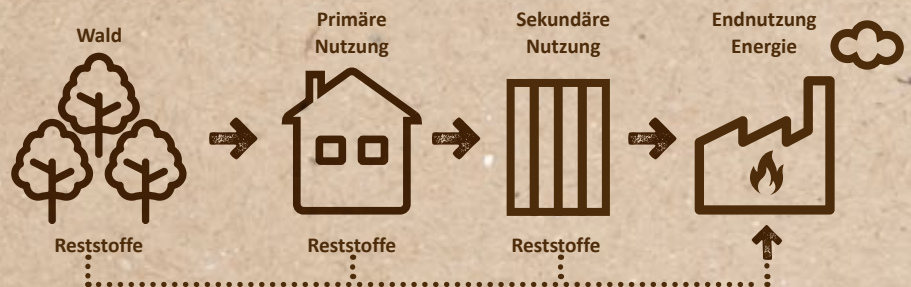 Wald
Primäre
Nutzung
Sekundäre
Nutzung
Endnutzung
Energie
Reststoffe
Reststoffe
Reststoffe